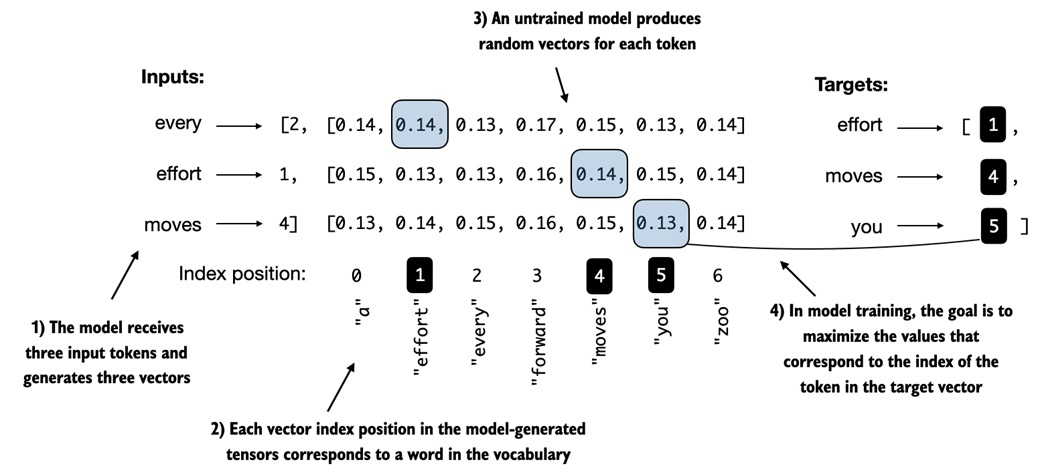 3) An untrained model produces
random vectors for each token
Inputs:
Targets:
every [2, [0.14, 0.14, 0.13, 0.17, 0.15, 0.13, 0.14] effort [ 1 ,
effort 1, [0.15, 0.13, 0.13, 0.16, 0.14, 0.15, 0.14] moves 4 ,
moves 4] [0.13, 0.14, 0.15, 0.16, 0.15, 0.13, 0.14] you 5 ]
Index position: 0 1 2 3 4 5 6
"a" "effort" "every" "forward" "moves" "you" "zoo"
1) The model receives
three input tokens and
generates three vectors
4) In model training, the goal is to
maximize the values that
correspond to the index of the
token in the target vector
2) Each vector index position in the model-generated
tensors corresponds to a word in the vocabulary